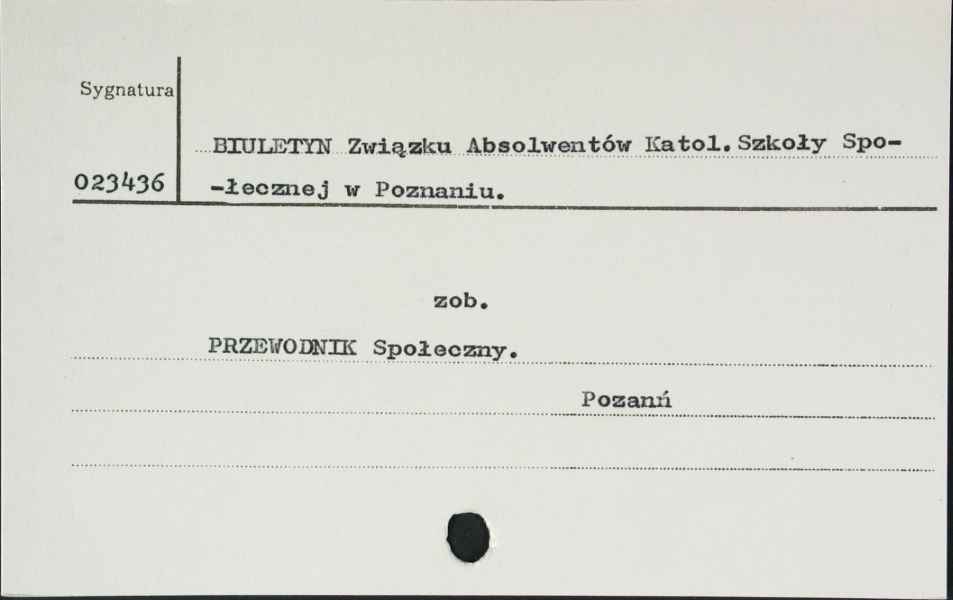 Sygnatura
BIULETYN Związku Absolwentów Katol. Szkoły Spo-
023436
-łecznej w Poznaniu.
zob.
PRZEWODNIK Społeczny.
Pozanń